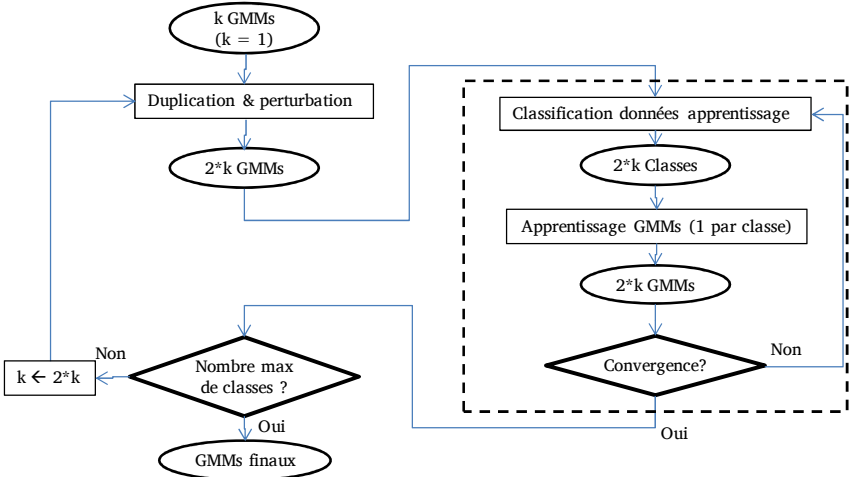 k GMMs
(k = 1)
Duplication & perturbation
2*k GMMs
Classification données apprentissage
2*k Classes
Apprentissage GMMs (1 par classe)
2*k GMMs
Convergence?
Non
Oui
Nombre max
de classes ?
Non
k ← 2*k
Oui
GMMs finaux